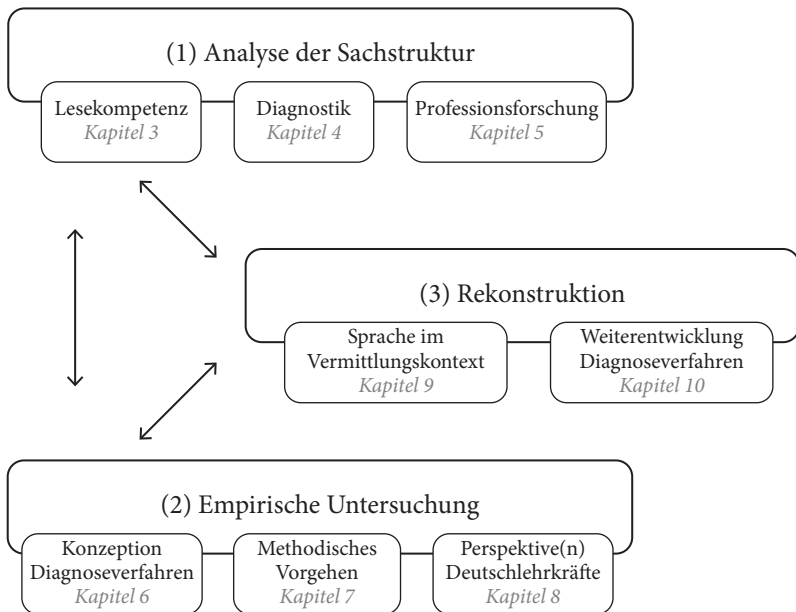 (1) Analyse der Sachstruktur
Lesekompetenz
Kapitel 3
Diagnostik
Kapitel 4
Professionsforschung
Kapitel 5
(3) Rekonstruktion
Sprache im
Vermittlungskontext
Kapitel 9
Weiterentwicklung
Diagnoseverfahren
Kapitel 10
(2) Empirische Untersuchung
Konzeption
Diagnoseverfahren
Kapitel 6
Methodisches
Vorgehen
Kapitel 7
Perspektive(n)
Deutschlehrkräfte
Kapitel 8